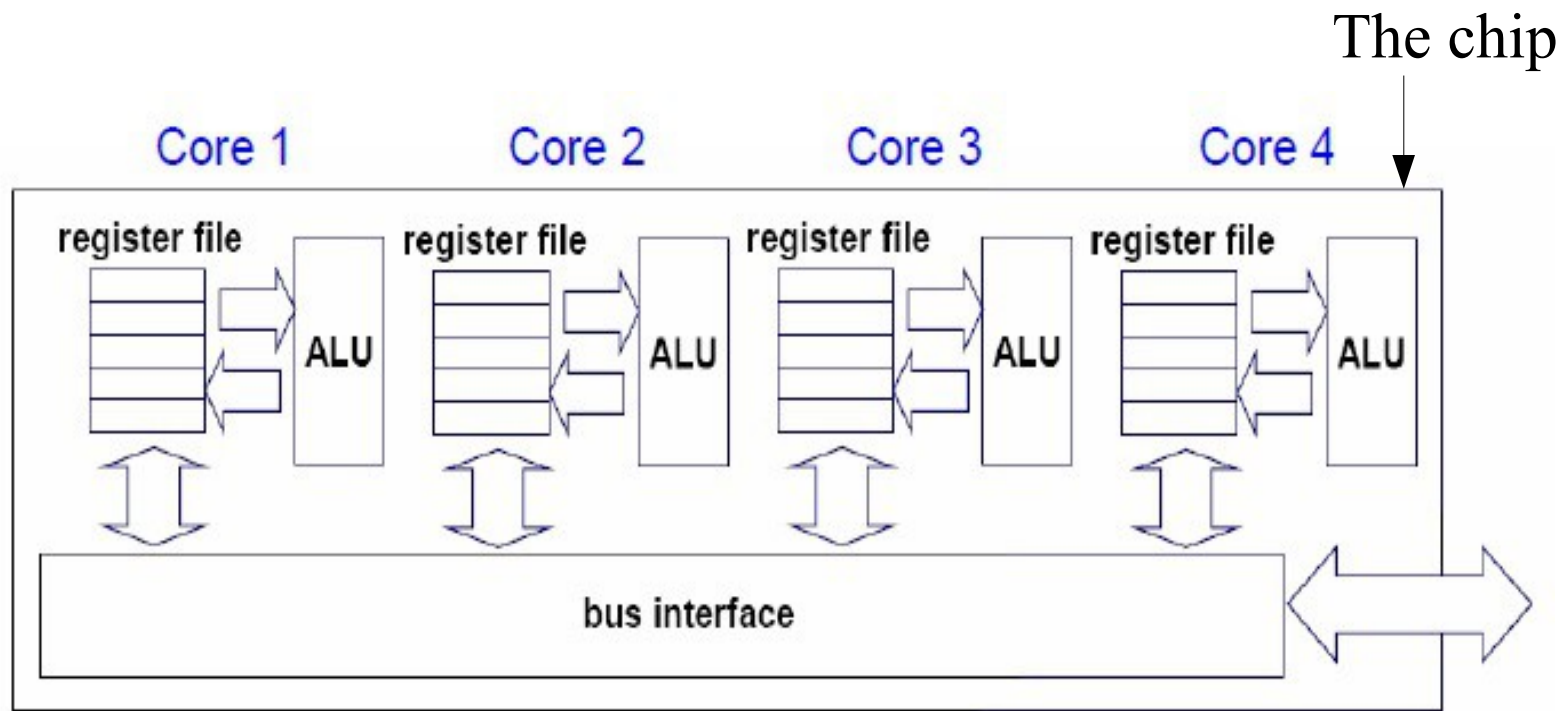 The chip
Core 1 Core 2 Core 3 Core 4
register file register file register file register file
ALU ALU ALU ALU
bus interface